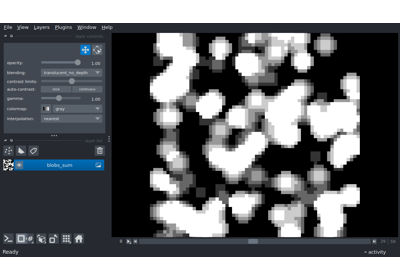 File View Layers Plugins Window Help
opacity: 1.00
blending: translucent_no_depth
contrast limits:
auto-contrast: once continuous
gamma: 1.00
colormap: gray
interpolation: nearest
blobs_sum
Ready
activity